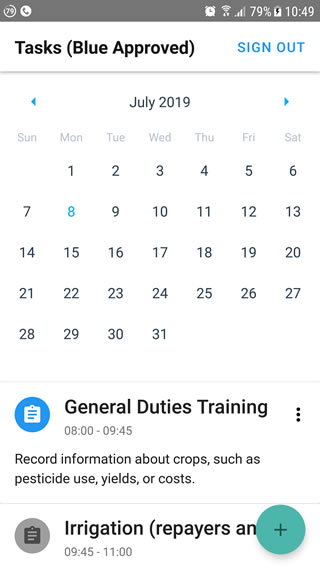 79 79% 10:49
Tasks (Blue Approved) SIGN OUT
July 2019
Sun Mon Tue Wed Thu Fri Sat
1 2 3 4 5 6
7 8 9 10 11 12 13
14 15 16 17 18 19 20
21 22 23 24 25 26 27
28 29 30 31
General Duties Training
08:00 - 09:45
Record information about crops, such as
pesticide use, yields, or costs.
Irrigation (repayers an
09:45 - 11:00